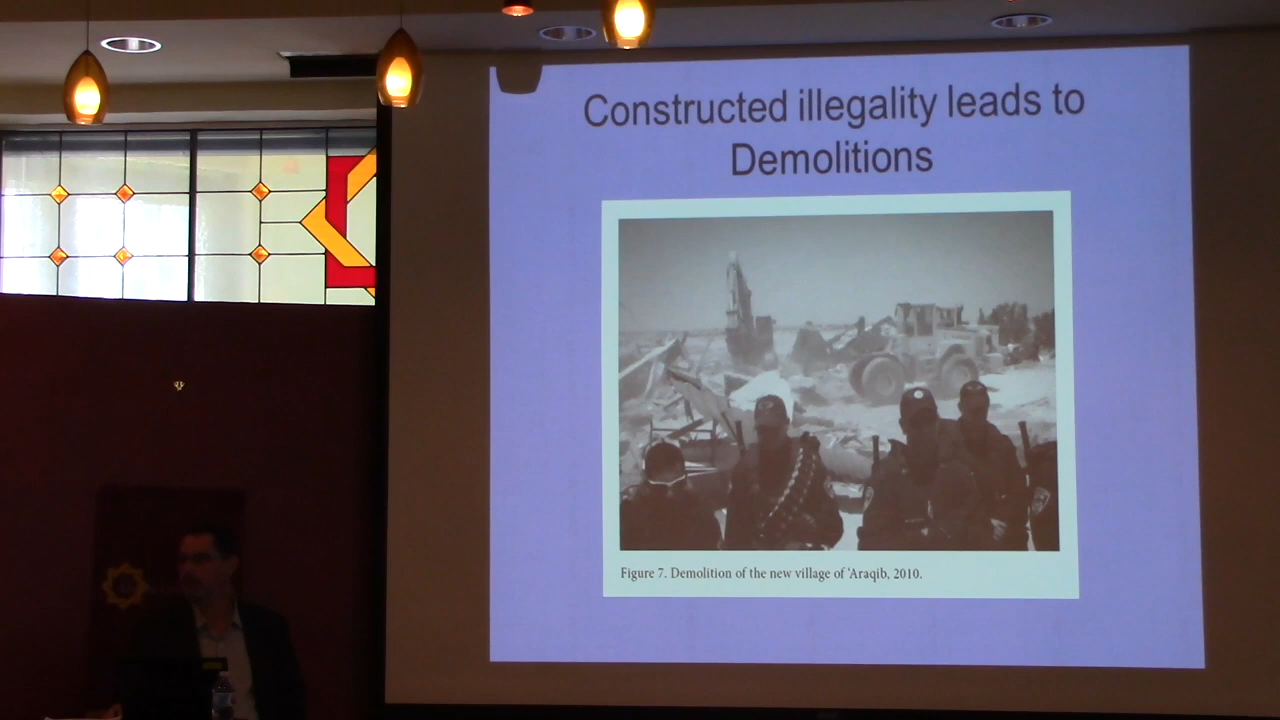 Constructed illegality leads to
Demolitions
Figure 7. Demolition of the new village of 'Araqib, 2010.